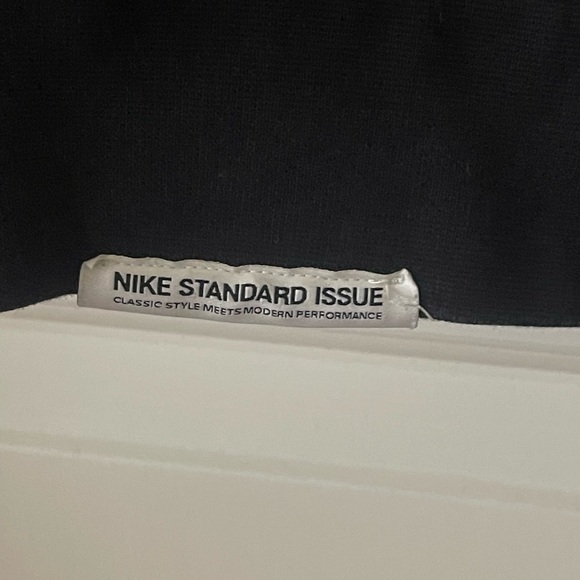 NIKE STANDARD ISSUE
CLASSIC STYLE MEETS MODERN PERFORMANCE